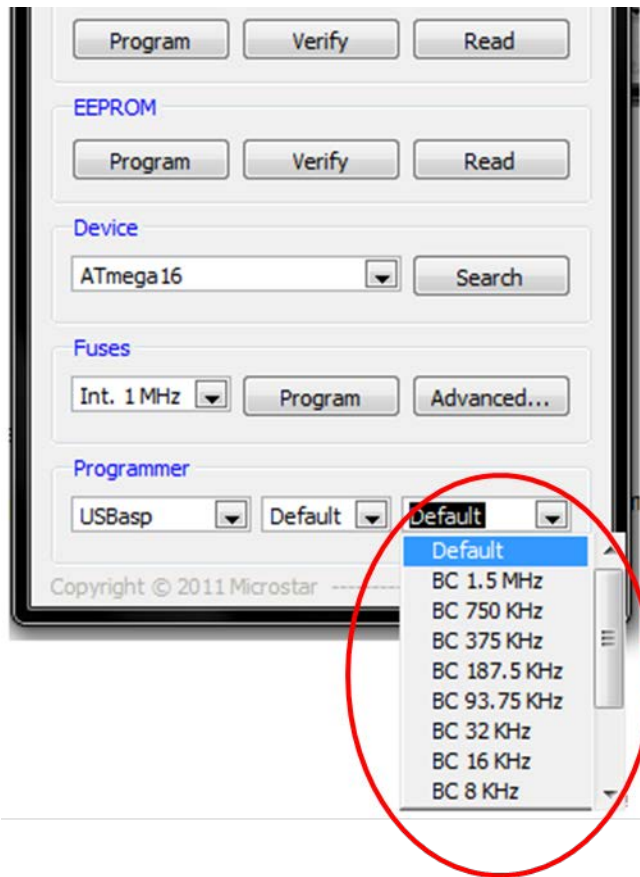 Program Verify Read
EEPROM
Program Verify Read
Device
ATmega16 Search
Fuses
Int. 1 MHz Program Advanced...
Programmer
USBasp Default Default
Default
Copyright © 2011 Microstar
BC 1.5 MHz
BC 750 KHz
BC 375 KHz
BC 187.5 KHz
BC 93.75 KHz
BC 32 KHz
BC 16 KHz
BC 8 KHz